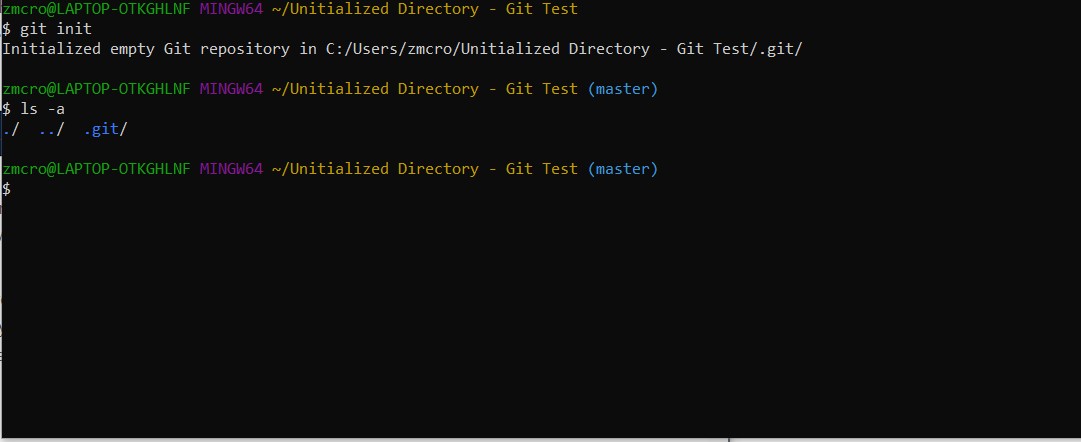 zmcro@LAPTOP-OTKGHLNF MINGW64 ~/Unitialized Directory - Git Test
$ git init
Initialized empty Git repository in C:/Users/zmcro/Unitialized Directory - Git Test/.git/
zmcro@LAPTOP-OTKGHLNF MINGW64 ~/Unitialized Directory - Git Test (master)
$ ls -a
./  ../  .git/
zmcro@LAPTOP-OTKGHLNF MINGW64 ~/Unitialized Directory - Git Test (master)
$